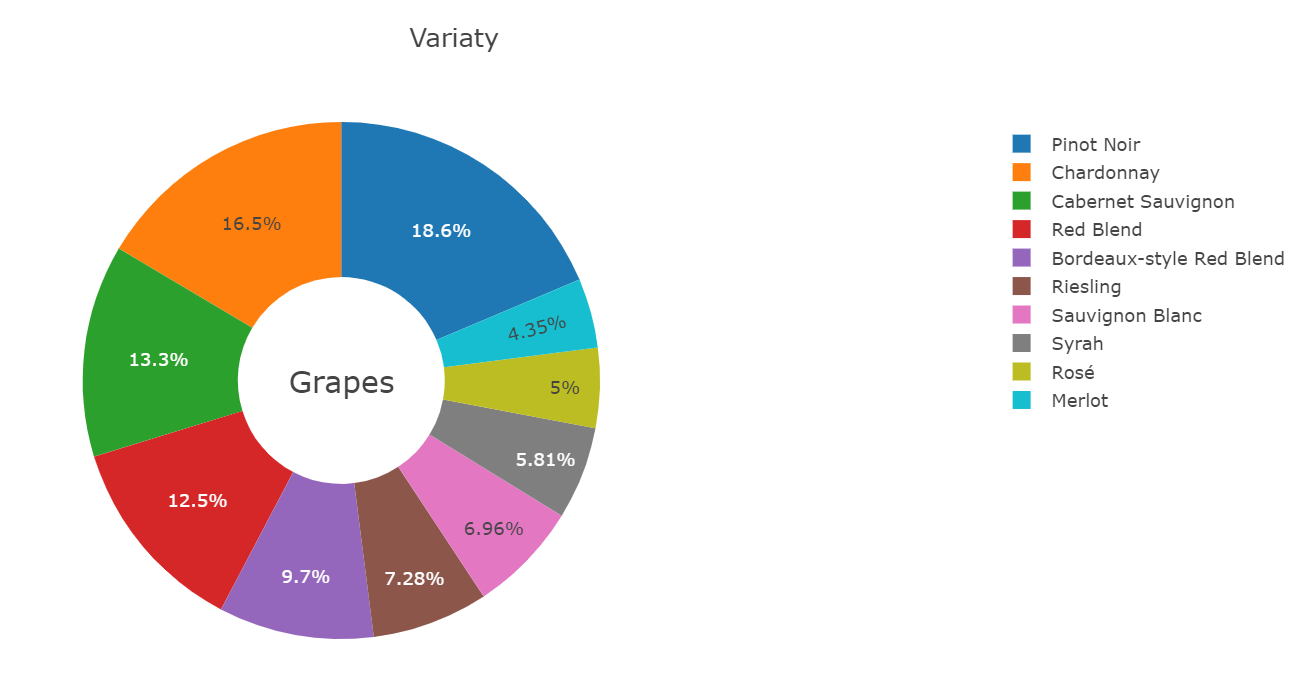 Variaty
Pinot Noir
Chardonnay
Cabernet Sauvignon
Red Blend
Bordeaux-style Red Blend
Riesling
Sauvignon Blanc
Syrah
Rosé
Merlot
16.5%
18.6%
4.35%
13.3%
Grapes
5%
5.81%
12.5%
6.96%
9.7%
7.28%